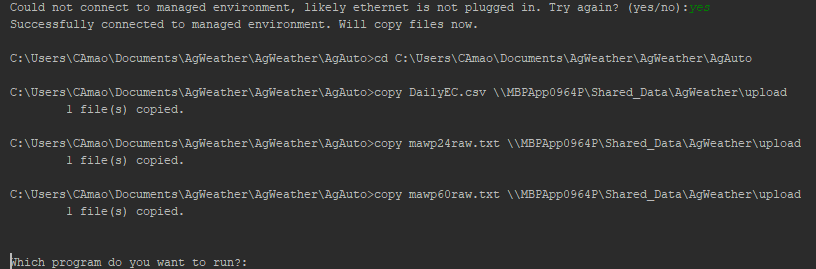 Could not connect to managed environment, likely ethernet is not plugged in. Try again? (yes/no):yes
Successfully connected to managed environment. Will copy files now.
C:\Users\CAmao\Documents\AgWeather\AgWeather\AgAuto>cd C:\Users\CAmao\Documents\AgWeather\AgWeather\AgAuto
C:\Users\CAmao\Documents\AgWeather\AgWeather\AgAuto>copy DailyEC.csv \\MBPApp0964P\Shared_Data\AgWeather\upload
1 file(s) copied.
C:\Users\CAmao\Documents\AgWeather\AgWeather\AgAuto>copy mawp24raw.txt \\MBPApp0964P\Shared_Data\AgWeather\upload
1 file(s) copied.
C:\Users\CAmao\Documents\AgWeather\AgWeather\AgAuto>copy mawp60raw.txt \\MBPApp0964P\Shared_Data\AgWeather\upload
1 file(s) copied.
Which program do you want to run?: